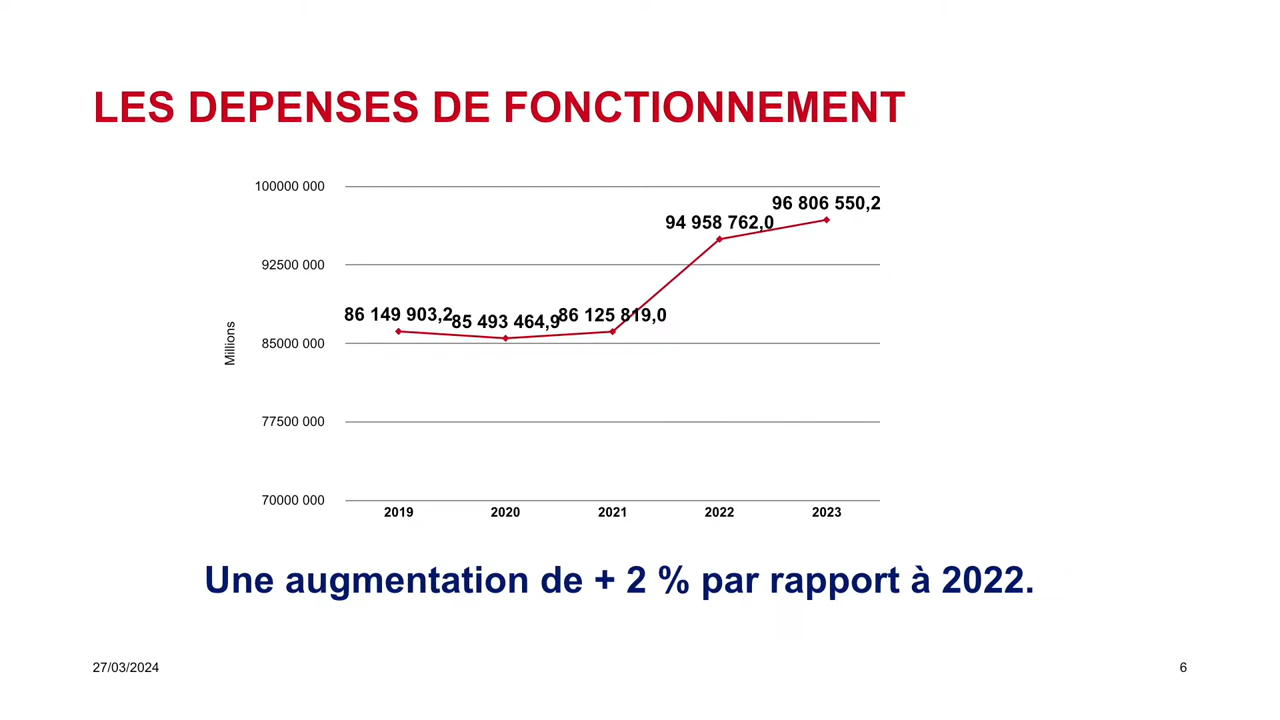 LES DEPENSES DE FONCTIONNEMENT
100000 000
92500 000
85000 000
77500 000
70000 000
Millions
86 149 903,2
85 493 464,9
86 125 819,0
94 958 762,0
96 806 550,2
2019 2020 2021 2022 2023
Une augmentation de + 2 % par rapport à 2022.
27/03/2024
6